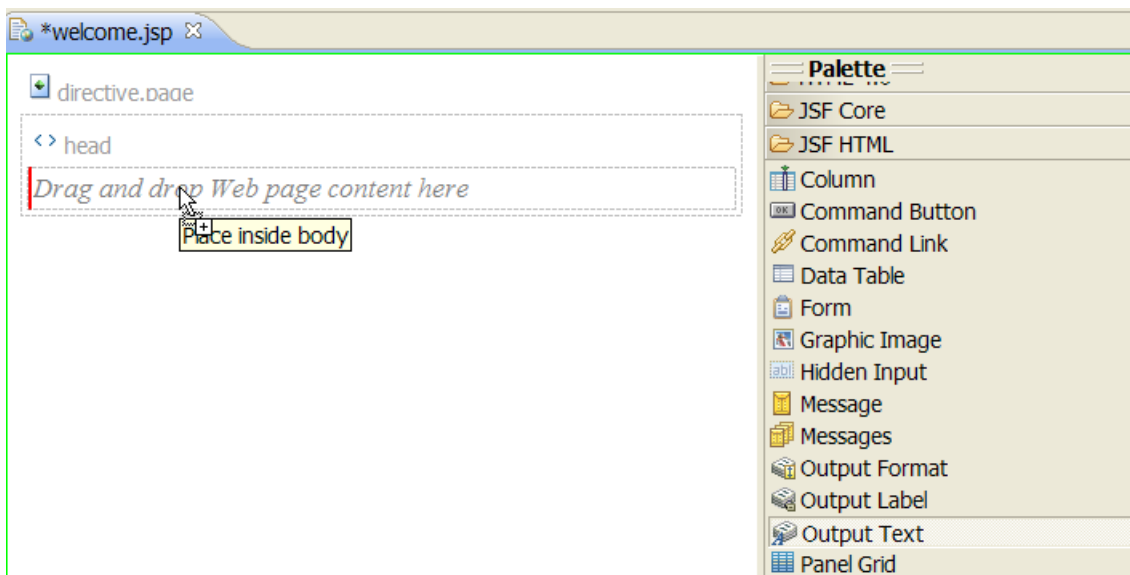 *welcome.jsp
directive.page
head
Drag and drop Web page content here
Place inside body
Palette
JSF Core
JSF HTML
Column
Command Button
Command Link
Data Table
Form
Graphic Image
Hidden Input
Message
Messages
Output Format
Output Label
Output Text
Panel Grid